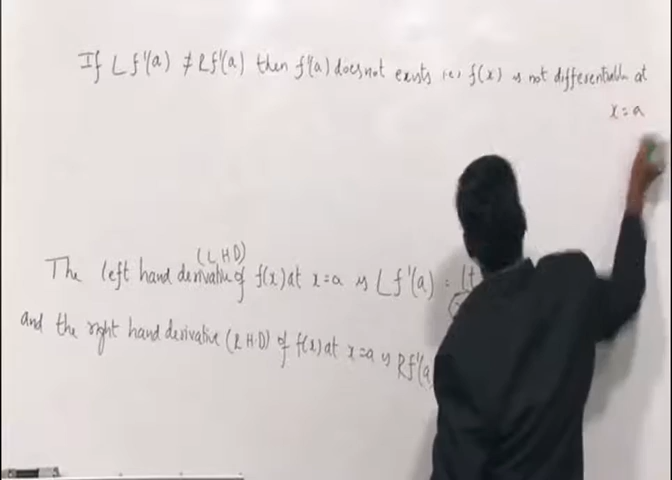 If Lf'(a) ≠ Rf'(a) then f'(a) does not exists i.e., f(x) is not differentiable at
x = a
(L H D)
The left hand derivative of f(x) at x = a is Lf'(a) = lt
and the right hand derivative (R H D) of f(x) at x = a is Rf'(a